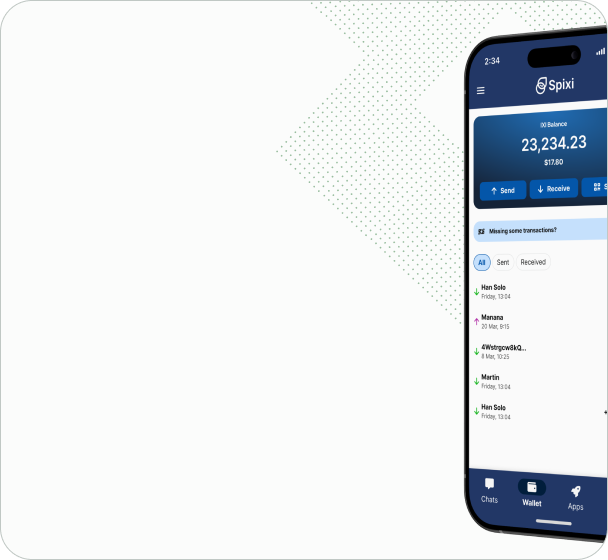 2:34
Spixi
IXI Balance
23,234.23
$17.80
Send
Receive
Missing some transactions?
All
Sent
Received
Han Solo
Friday, 13:04
Manana
20 Mar, 9:15
4Wstrgcw8kQ...
6 Mar, 10:25
Martin
Friday, 13:04
Han Solo
Friday, 13:04
Chats
Wallet
Apps